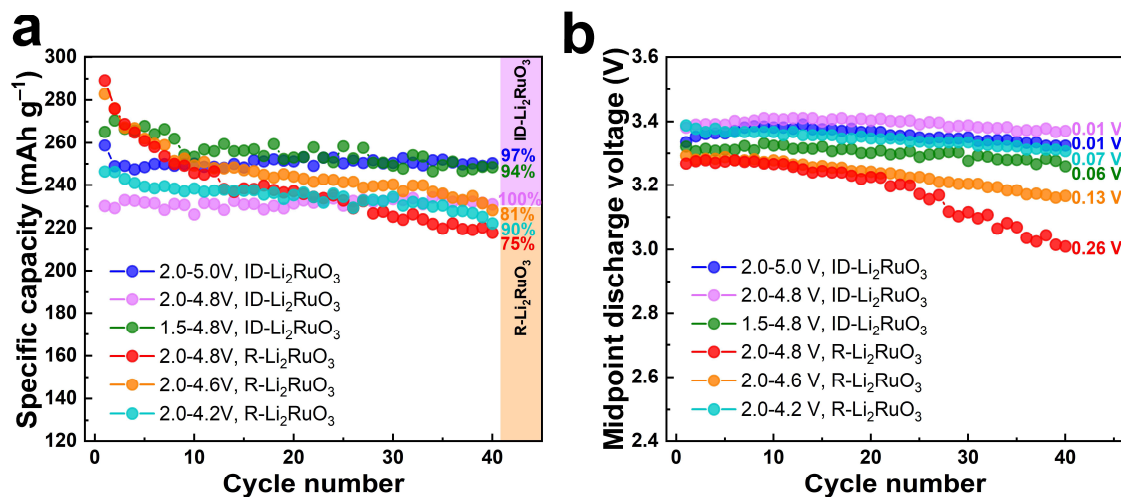 a
Specific capacity (mAh g⁻¹)
300
280
260
240
220
200
180
160
140
120
0
10
20
30
40
Cycle number
97%
94%
100%
81%
90%
75%
ID-Li₂RuO₃
R-Li₂RuO₃
2.0-5.0V, ID-Li₂RuO₃
2.0-4.8V, ID-Li₂RuO₃
1.5-4.8V, ID-Li₂RuO₃
2.0-4.8V, R-Li₂RuO₃
2.0-4.6V, R-Li₂RuO₃
2.0-4.2V, R-Li₂RuO₃
b
Midpoint discharge voltage (V)
3.6
3.4
3.2
3.0
2.8
2.6
2.4
0
10
20
30
40
Cycle number
0.01 V
0.01 V
0.07 V
0.06 V
0.13 V
0.26 V
2.0-5.0 V, ID-Li₂RuO₃
2.0-4.8 V, ID-Li₂RuO₃
1.5-4.8 V, ID-Li₂RuO₃
2.0-4.8 V, R-Li₂RuO₃
2.0-4.6 V, R-Li₂RuO₃
2.0-4.2 V, R-Li₂RuO₃